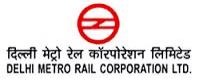 दिल्ली मेट्रो रेल कॉरपोरेशन लिमिटेड
DELHI METRO RAIL CORPORATION LTD.